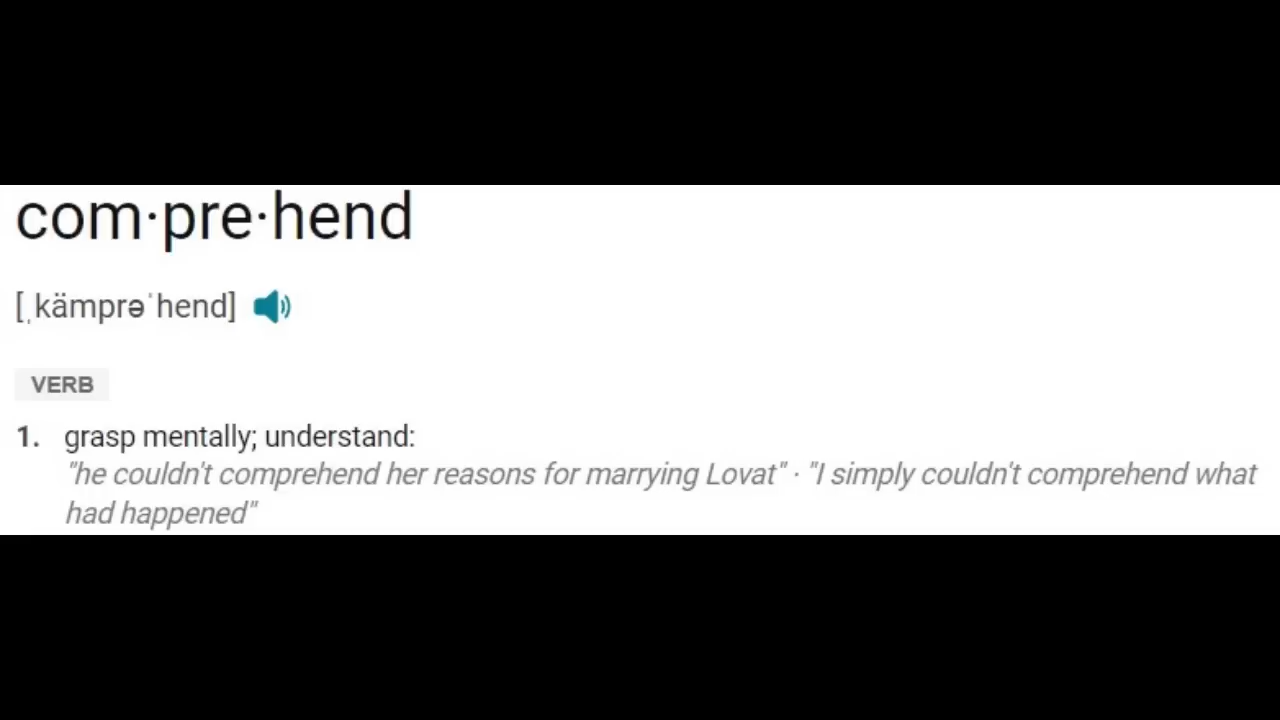 com·pre·hend
[ˌkämprəˈhend]
VERB
1. grasp mentally; understand:
"he couldn't comprehend her reasons for marrying Lovat" · "I simply couldn't comprehend what
had happened"